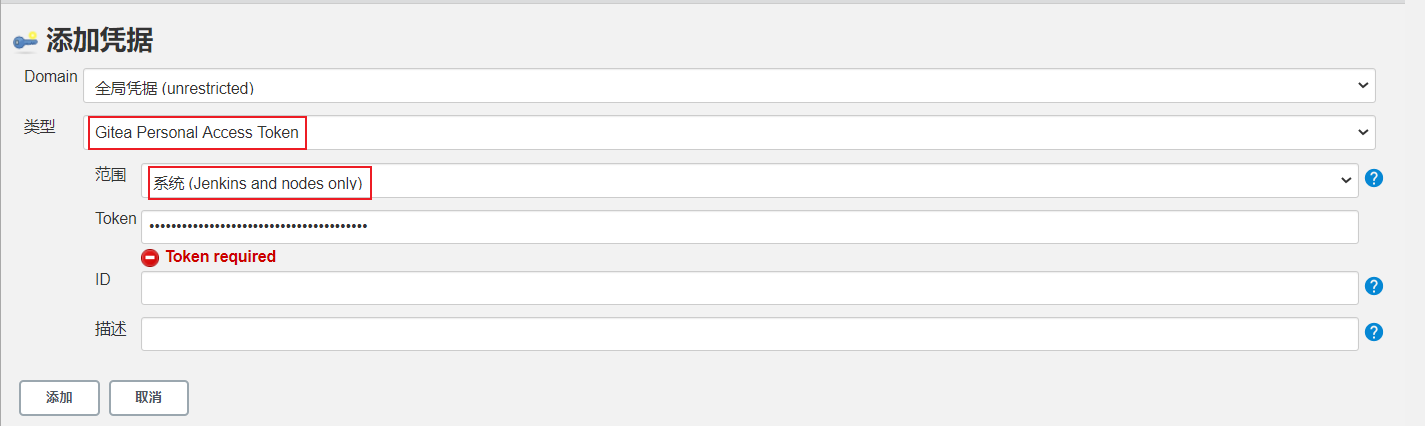 添加凭据
Domain
全局凭据 (unrestricted)
类型
Gitea Personal Access Token
范围
系统 (Jenkins and nodes only)
?
Token
••••••••••••••••••••••••••••••••••••••••
Token required
ID
?
描述
?
添加 取消